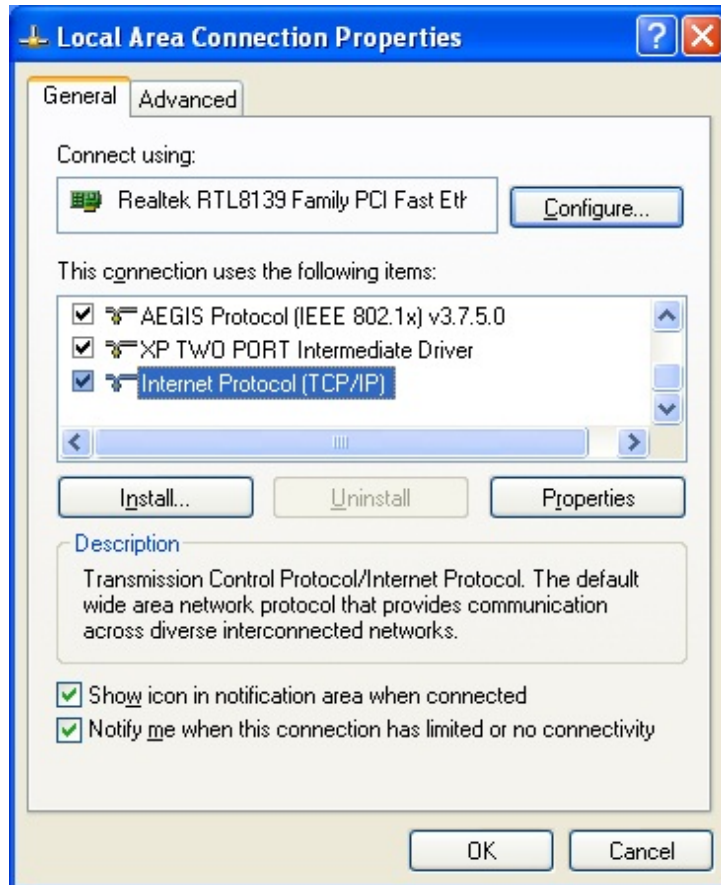 Local Area Connection Properties
General
Advanced
Connect using:
Realtek RTL8139 Family PCI Fast Eth
Configure...
This connection uses the following items:
AEGIS Protocol (IEEE 802.1x) v3.7.5.0
XP TWO PORT Intermediate Driver
Internet Protocol (TCP/IP)
Install...
Uninstall
Properties
Description
Transmission Control Protocol/Internet Protocol. The default
wide area network protocol that provides communication
across diverse interconnected networks.
Show icon in notification area when connected
Notify me when this connection has limited or no connectivity
OK
Cancel